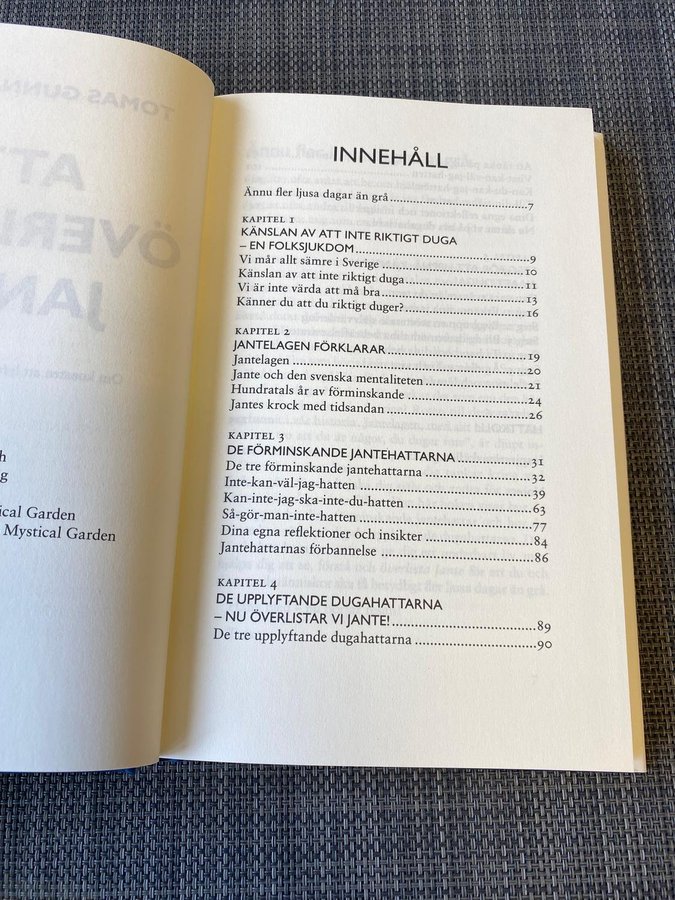 TOMAS GUNN
ATT
ÖVERL
JAN
Om konsten att
h
g
ical Garden
Mystical Garden
INNEHÅLL
Ännu fler ljusa dagar än grå..............................7
KAPITEL 1
KÄNSLAN AV ATT INTE RIKTIGT DUGA
– EN FOLKSJUKDOM..............................9
Vi mår allt sämre i Sverige..............................10
Känslan av att inte riktigt duga..............................11
Vi är inte värda att må bra..............................13
Känner du att du riktigt duger?..............................16
KAPITEL 2
JANTELAGEN FÖRKLARAR..............................19
Jantelagen..............................20
Jante och den svenska mentaliteten..............................21
Hundratals år av förminskande..............................24
Jantes krock med tidsandan..............................26
KAPITEL 3
DE FÖRMINSKANDE JANTEHATTARNA..............................31
De tre förminskande jantehattarna..............................32
Inte-kan-väl-jag-hatten..............................39
Kan-inte-jag-ska-inte-du-hatten..............................63
Så-gör-man-inte-hatten..............................77
Dina egna reflektioner och insikter..............................84
Jantehattarnas förbannelse..............................86
KAPITEL 4
DE UPPLYFTANDE DUGAHATTARNA
– NU ÖVERLISTAR VI JANTE!..............................89
De tre upplyftande dugahattarna..............................90